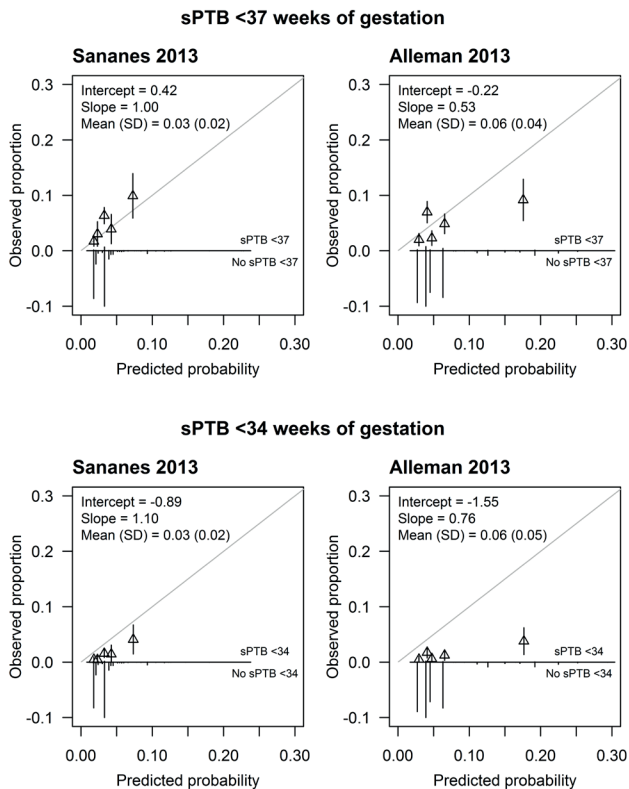 sPTB <37 weeks of gestation
Sananes 2013
Intercept = 0.42
Slope = 1.00
Mean (SD) = 0.03 (0.02)
0.3
0.2
0.1
0.0
-0.1
Observed proportion
sPTB <37
No sPTB <37
0.00 0.10 0.20 0.30
Predicted probability
Alleman 2013
Intercept = -0.22
Slope = 0.53
Mean (SD) = 0.06 (0.04)
0.3
0.2
0.1
0.0
-0.1
Observed proportion
sPTB <37
No sPTB <37
0.00 0.10 0.20 0.30
Predicted probability
sPTB <34 weeks of gestation
Sananes 2013
Intercept = -0.89
Slope = 1.10
Mean (SD) = 0.03 (0.02)
0.3
0.2
0.1
0.0
-0.1
Observed proportion
sPTB <34
No sPTB <34
0.00 0.10 0.20 0.30
Predicted probability
Alleman 2013
Intercept = -1.55
Slope = 0.76
Mean (SD) = 0.06 (0.05)
0.3
0.2
0.1
0.0
-0.1
Observed proportion
sPTB <34
No sPTB <34
0.00 0.10 0.20 0.30
Predicted probability